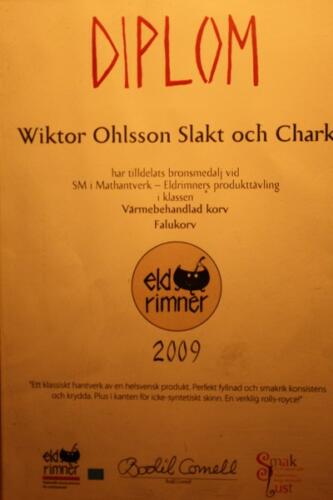 DIPLOM
Wiktor Ohlsson Slakt och Chark
har tilldelats bronsmedalj vid
SM i Mathantverk – Eldrimners produkttävling
i klassen
Värmebehandlad korv
Falukorv
eld
rimner
2009
"Ett klassiskt hantverk av en helsvensk produkt. Perfekt fyllnad och smakrik konsistens
och krydda. Plus i kanten för icke-syntetiskt skinn. En verklig rolls-royce!"
eld
rimner
Bodil Cornell
Bodil Cornell
Smak
Lust